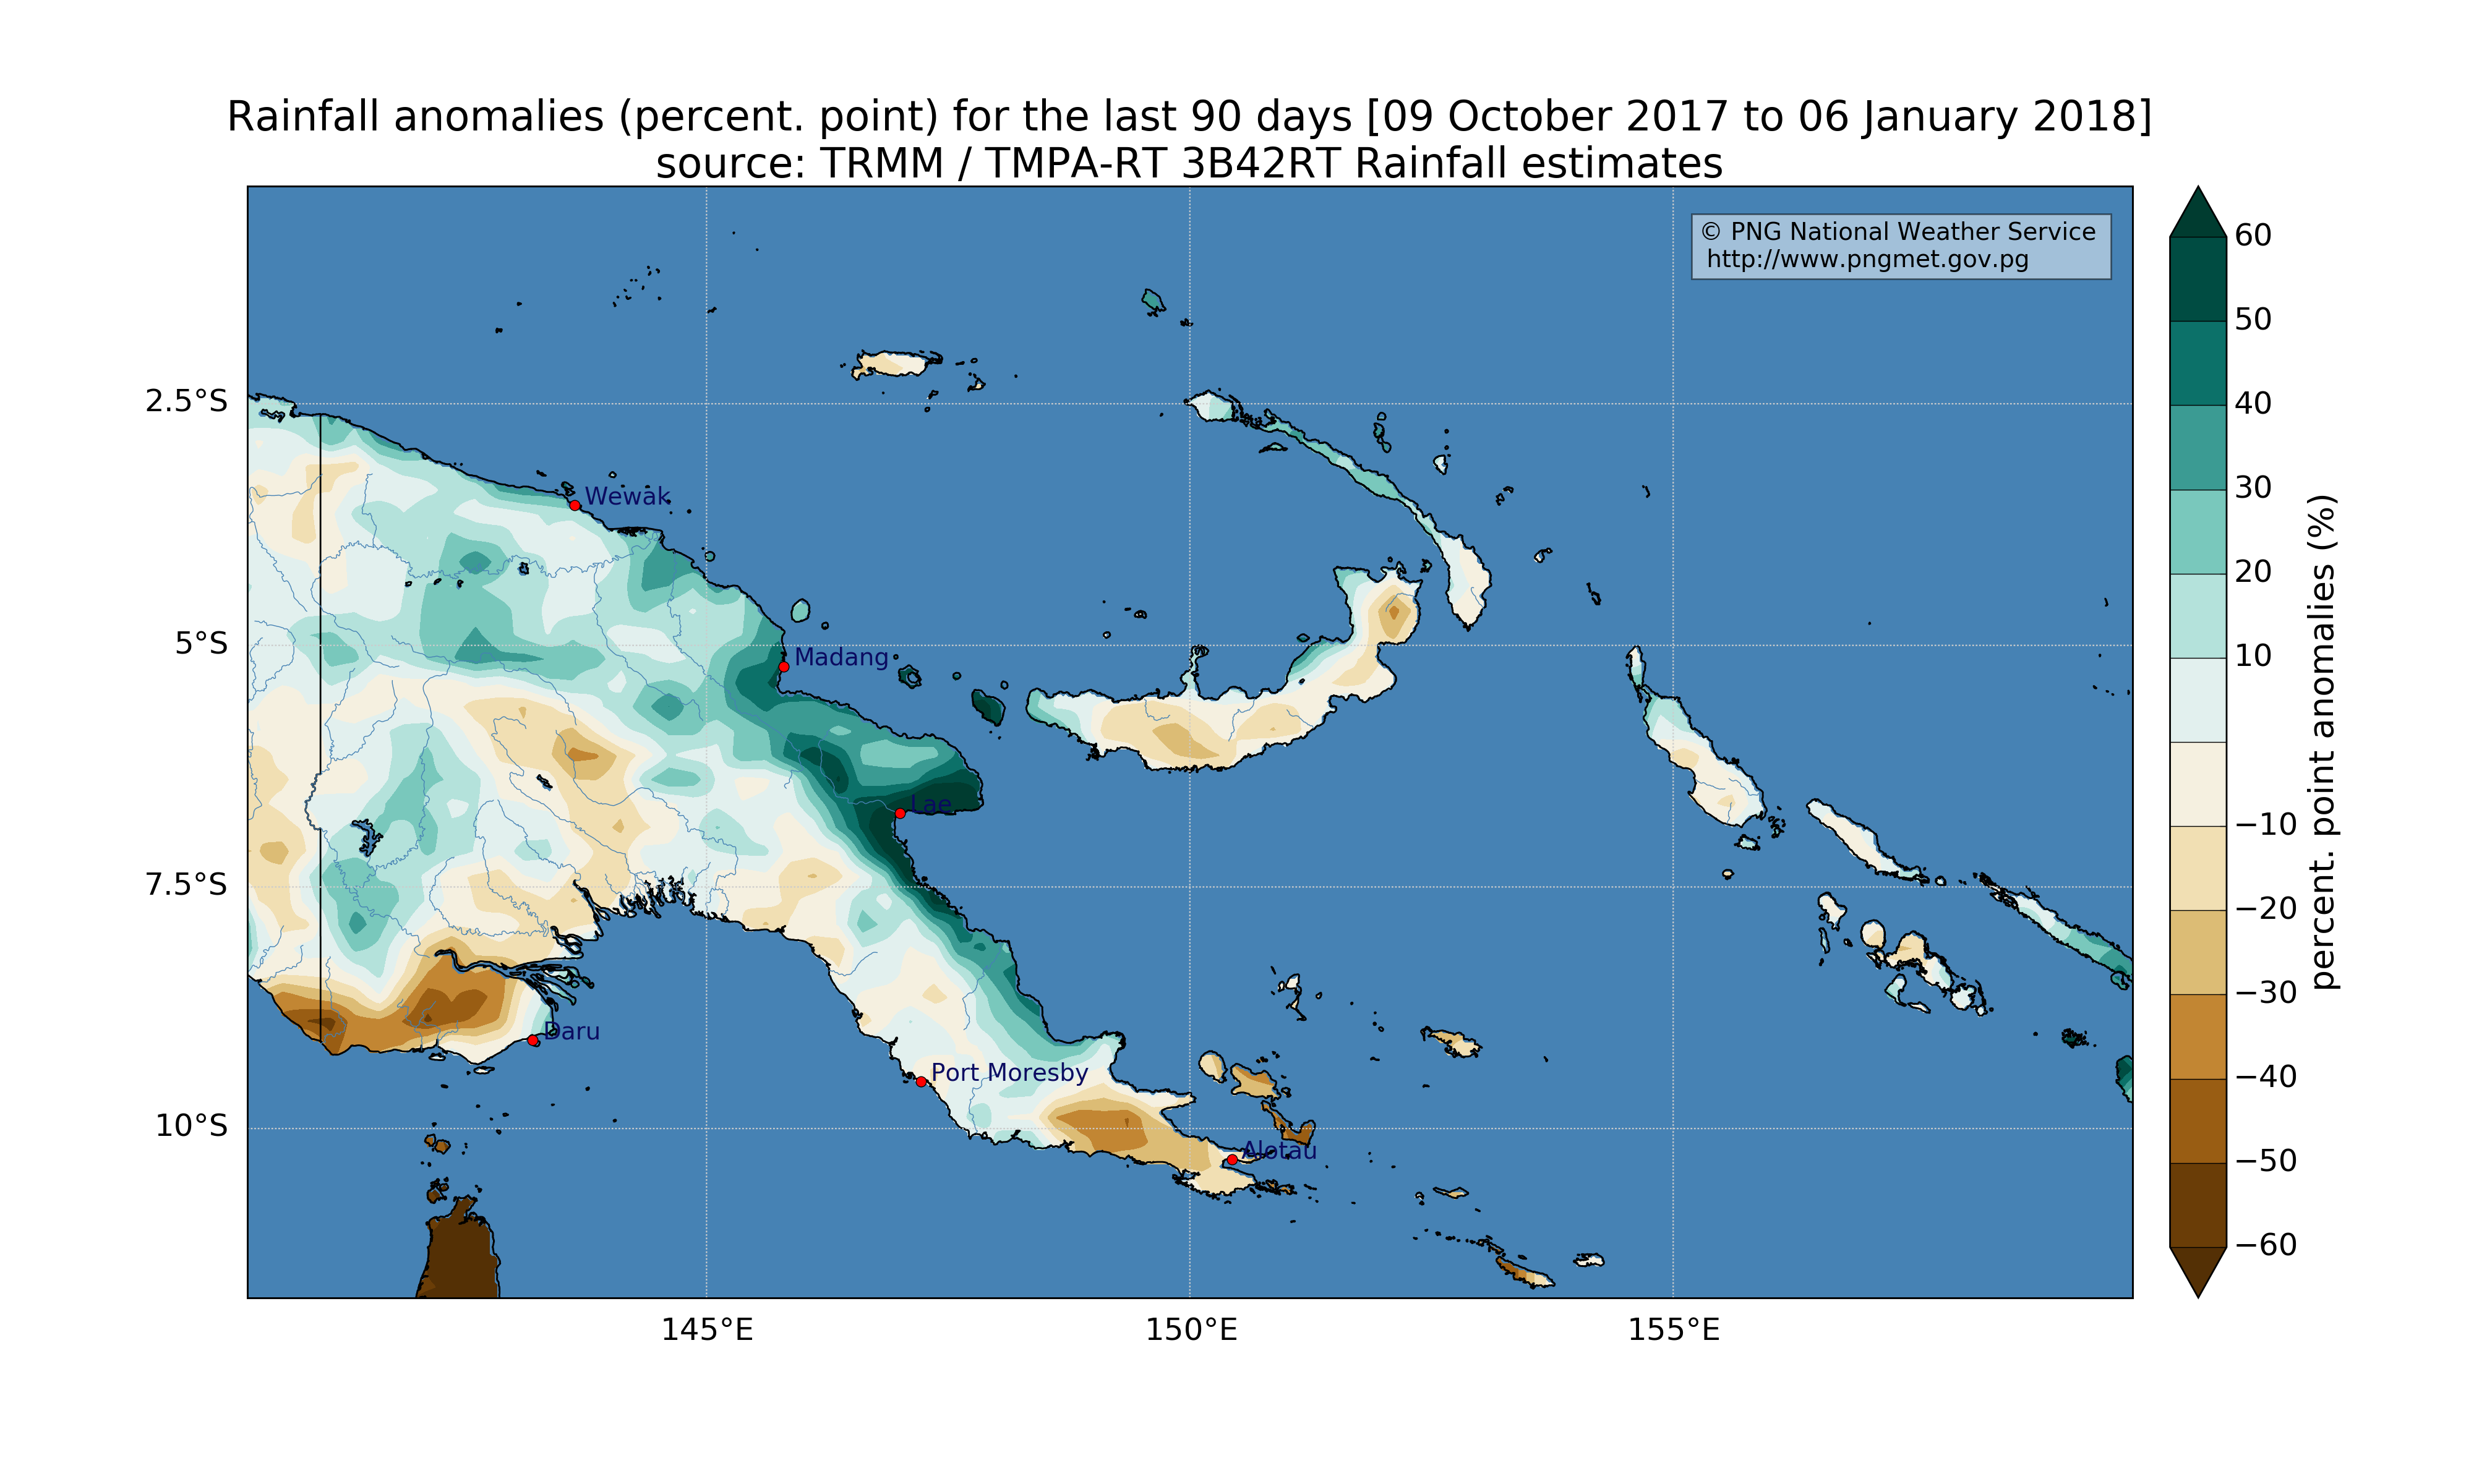 Rainfall anomalies (percent. point) for the last 90 days [09 October 2017 to 06 January 2018]
source: TRMM / TMPA-RT 3B42RT Rainfall estimates
© PNG National Weather Service
http://www.pngmet.gov.pg
2.5°S
5°S
7.5°S
10°S
Wewak
Madang
Lae
Daru
Port Moresby
Alotau
145°E
150°E
155°E
60
50
40
30
20
10
−10
−20
−30
−40
−50
−60
percent. point anomalies (%)